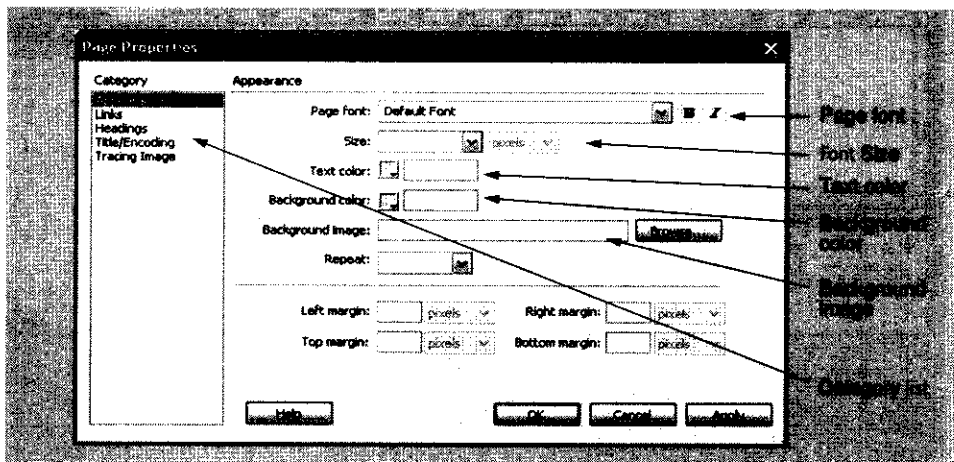 Page Properties
Category
Appearance
Links
Headings
Title/Encoding
Tracing Image
Page font: Default Font B I
Size: pixels
Text color:
Background color:
Background image: Browse...
Repeat:
Left margin: pixels Right margin: pixels
Top margin: pixels Bottom margin: pixels
Help OK Cancel Apply
Page font
Font Size
Text color
Background
color
Background
image
Category list